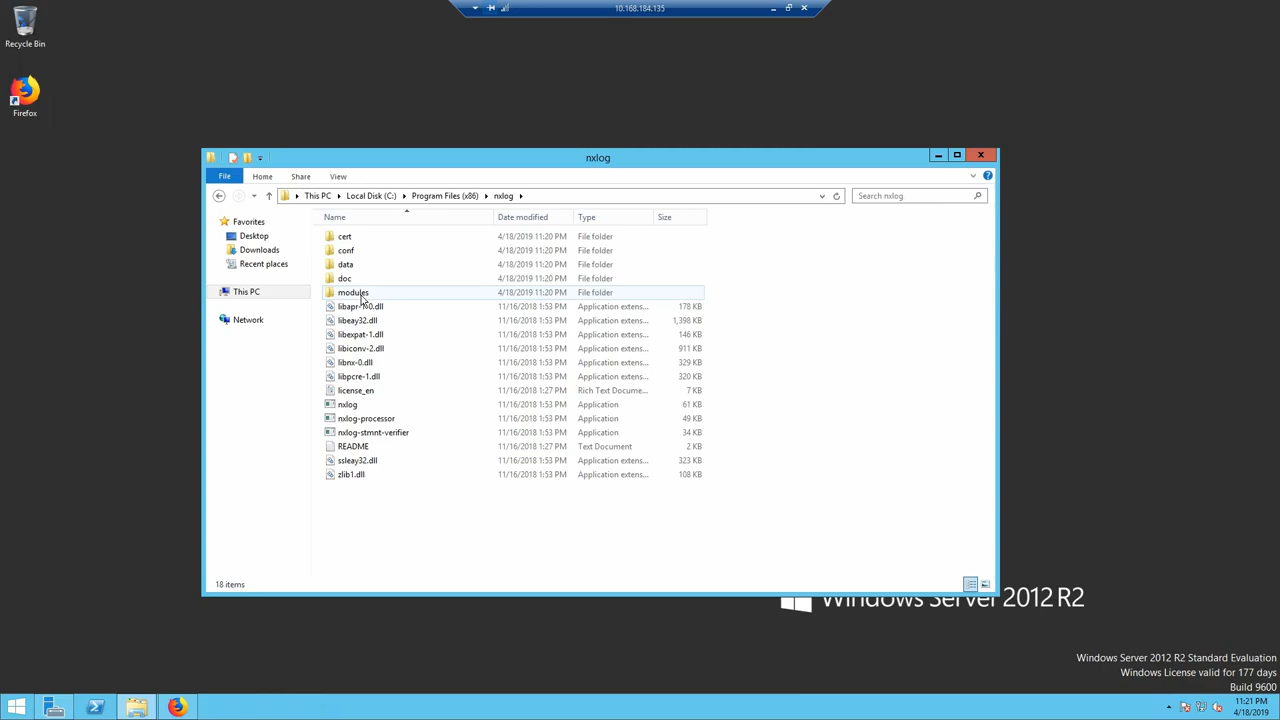 10.168.184.135
Recycle Bin
Firefox
nxlog
File Home Share View
This PC Local Disk (C:) Program Files (x86) nxlog
Search nxlog
Name Date modified Type Size
Favorites
Desktop
Downloads
Recent places
This PC
Network
cert 4/18/2019 11:20 PM File folder
conf 4/18/2019 11:20 PM File folder
data 4/18/2019 11:20 PM File folder
doc 4/18/2019 11:20 PM File folder
modules 4/18/2019 11:20 PM File folder
11/16/2018 1:53 PM Application extens... 178 KB
libeay32.dll 11/16/2018 1:53 PM Application extens... 1,398 KB
libexpat-1.dll 11/16/2018 1:53 PM Application extens... 146 KB
libiconv-2.dll 11/16/2018 1:53 PM Application extens... 911 KB
libnx-0.dll 11/16/2018 1:53 PM Application extens... 329 KB
libpcre-1.dll 11/16/2018 1:53 PM Application extens... 320 KB
license_en 11/16/2018 1:27 PM Rich Text Docume... 7 KB
nxlog 11/16/2018 1:53 PM Application 61 KB
nxlog-processor 11/16/2018 1:53 PM Application 49 KB
nxlog-stmnt-verifier 11/16/2018 1:53 PM Application 34 KB
README 11/16/2018 1:27 PM Text Document 2 KB
ssleay32.dll 11/16/2018 1:53 PM Application extens... 323 KB
zlib1.dll 11/16/2018 1:53 PM Application extens... 108 KB
18 items
Windows Server 2012 R2
Windows Server 2012 R2 Standard Evaluation
Windows License valid for 177 days
Build 9600
11:21 PM
4/18/2019